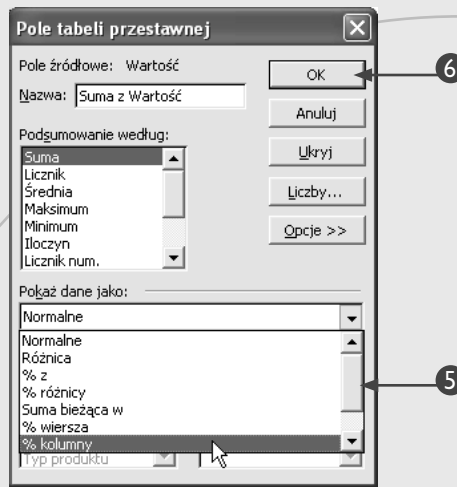 Pole tabeli przestawnej
Pole źródłowe: Wartość
OK
6
Nazwa: Suma z Wartość
Anuluj
Podsumowanie według:
Ukryj
Suma
Licznik
Średnia
Maksimum
Minimum
Iloczyn
Licznik num.
Liczby...
Opcje >>
Pokaż dane jako:
Normalne
Normalne
Różnica
% z
% różnicy
Suma bieżąca w
% wiersza
% kolumny
5
Typ produktu